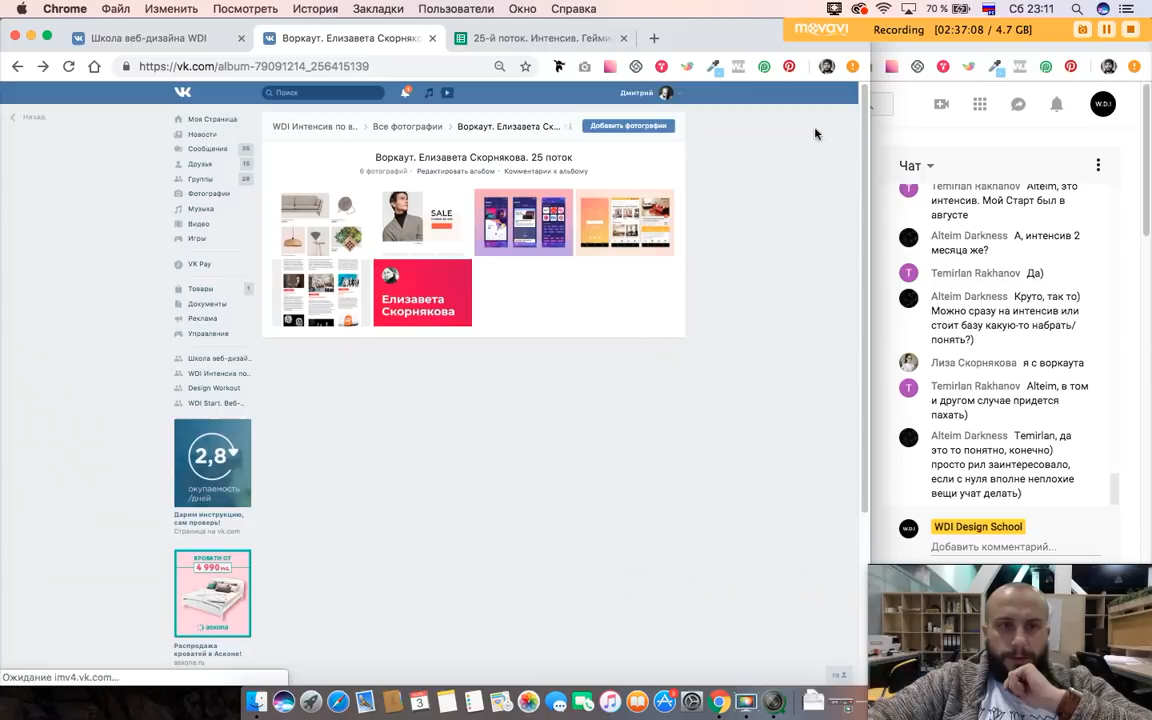 Chrome Файл Изменить Посмотреть История Закладки Пользователи Окно Справка
70 % Сб 23:11
Школа веб-дизайна WDI
Воркаут. Елизавета Скорняко
25-й поток. Интенсив. Гейми
movavi Recording [02:37:08 / 4.7 GB]
https://vk.com/album-79091214_256415139
W.D.I
Поиск
Дмитрий
Назад
Моя Страница
Новости
Сообщения 35
Друзья 15
Группы 28
Фотографии
Музыка
Видео
Игры
VK Pay
Товары 1
Документы
Реклама
Управление
Школа веб-дизай..
WDI Интенсив по..
Design Workout
WDI Start. Веб-..
2,8
окупаемость
/дней
Дарим инструкцию,
сам проверь!
Страница на vk.com
КРОВАТИ ОТ
4 990 РУБ.
askona
Распродажа
кроватей в Асконе!
askona.ru
WDI Интенсив по в.. Все фотографии Воркаут. Елизавета Ск...
Добавить фотографии
Воркаут. Елизавета Скорнякова. 25 поток
6 фотографий · Редактировать альбом · Комментарии к альбому
SALE
Елизавета
Скорнякова
Чат
Temirlan Rakhanov Alteim, это
интенсив. Мой Старт был в
августе
Alteim Darkness А, интенсив 2
месяца же?
Temirlan Rakhanov Да)
Alteim Darkness Круто, так то)
Можно сразу на интенсив или
стоит базу какую-то набрать/
понять?)
Лиза Скорнякова я с воркаута
Temirlan Rakhanov Alteim, в том
и другом случае придется
пахать)
Alteim Darkness Temirlan, да
это то понятно, конечно)
просто рил заинтересовало,
если с нуля вполне неплохие
вещи учат делать)
WDI Design School
Добавить комментарий...
Ожидание imv4.vk.com...